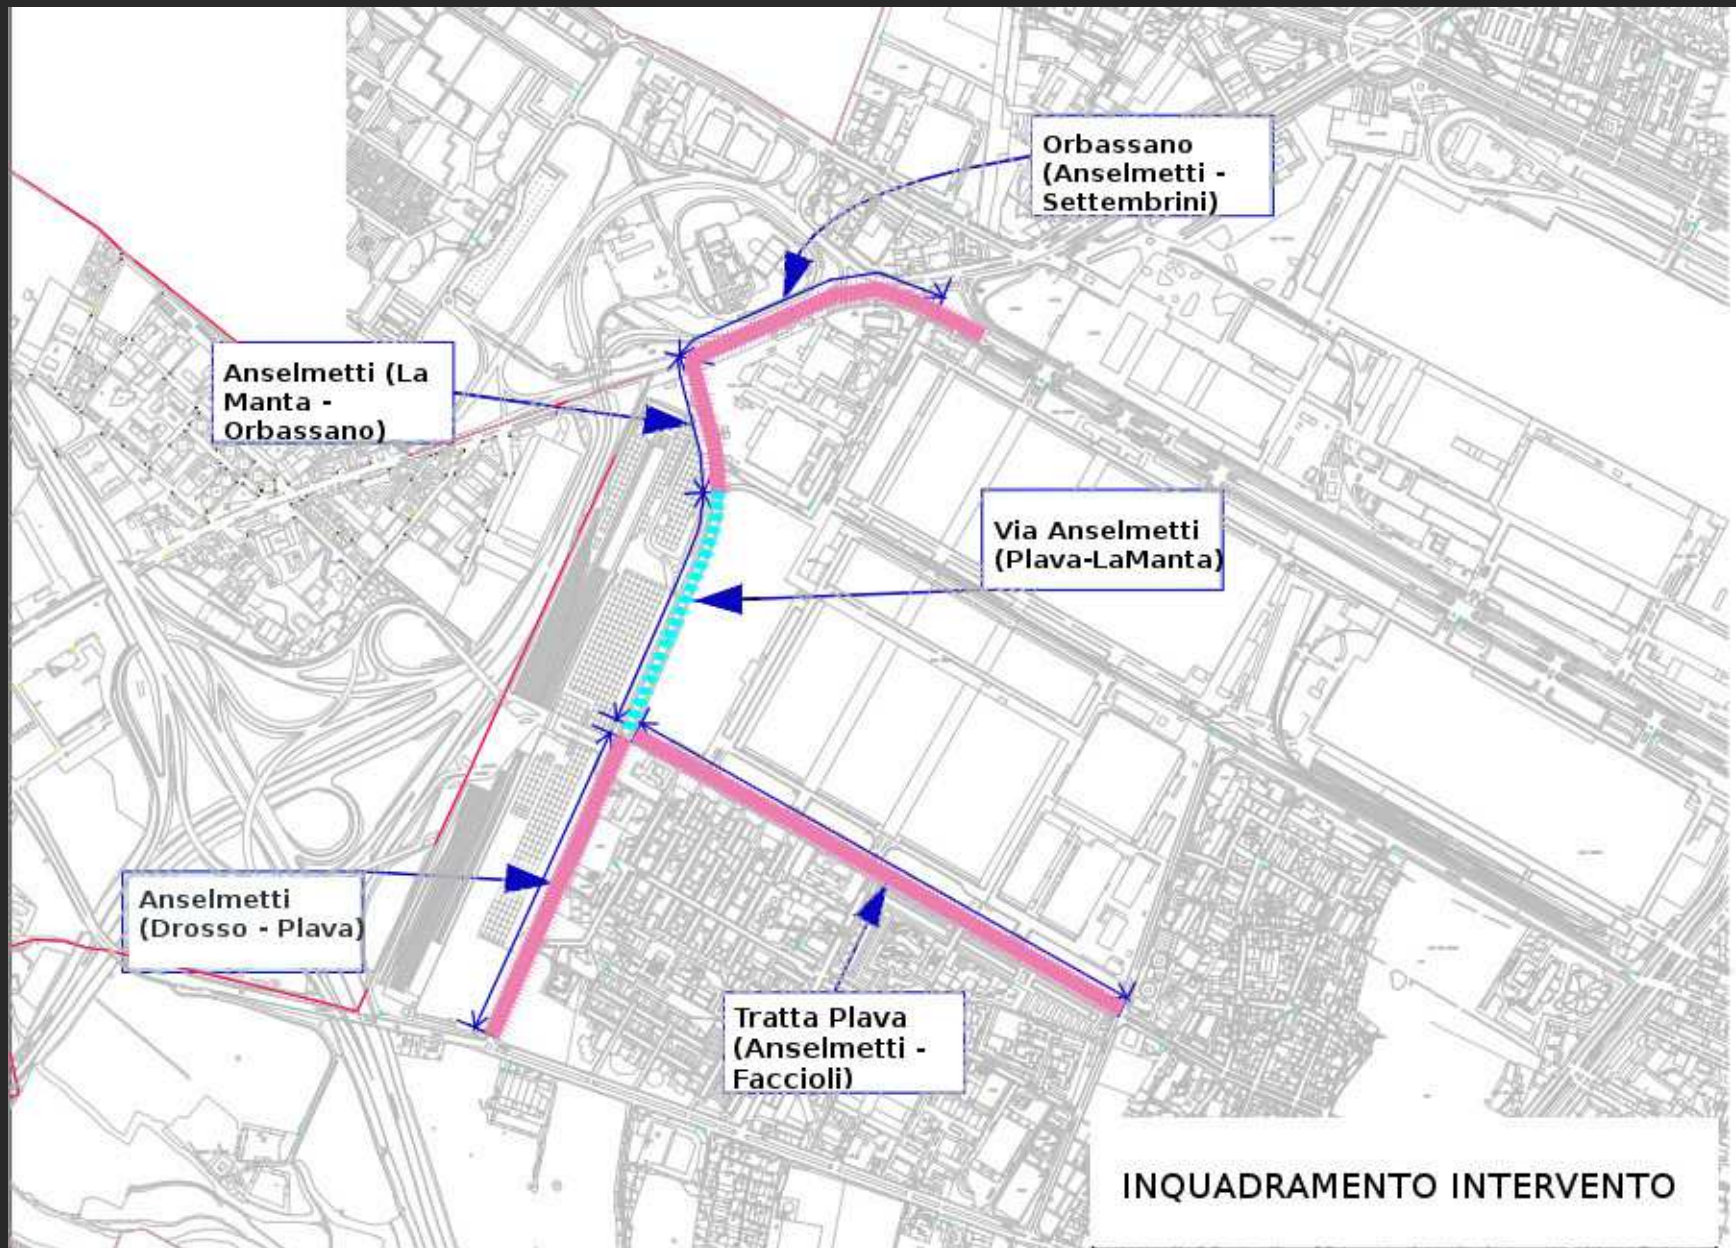 Orbassano
(Anselmetti -
Settembrini)
Anselmetti (La
Manta -
Orbassano)
Via Anselmetti
(Plava-LaManta)
Anselmetti
(Drosso - Plava)
Tratta Plava
(Anselmetti -
Faccioli)
INQUADRAMENTO INTERVENTO